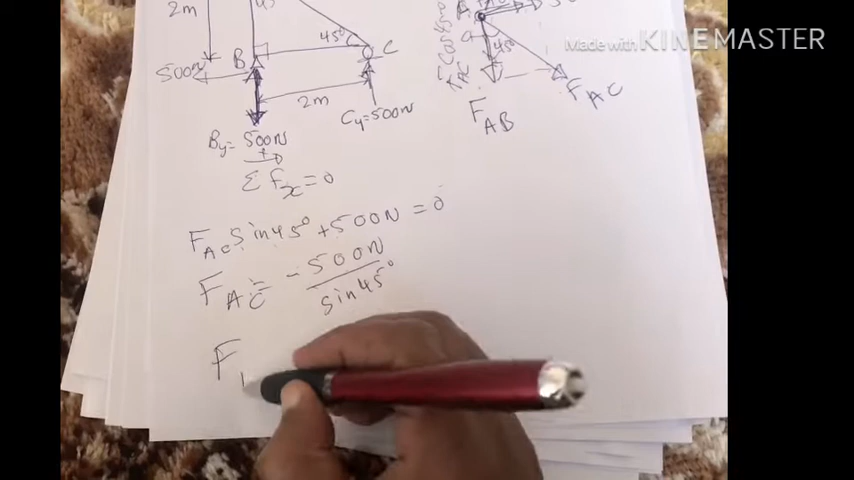 2m
45°
C
B
500N
2m
By= 500N
Cy=500N
+
Σ Fx=0
FAC sin45° +500N = 0
FAC = -500N
sin45°
F
45°
FAB
FAC
Made with KINEMASTER